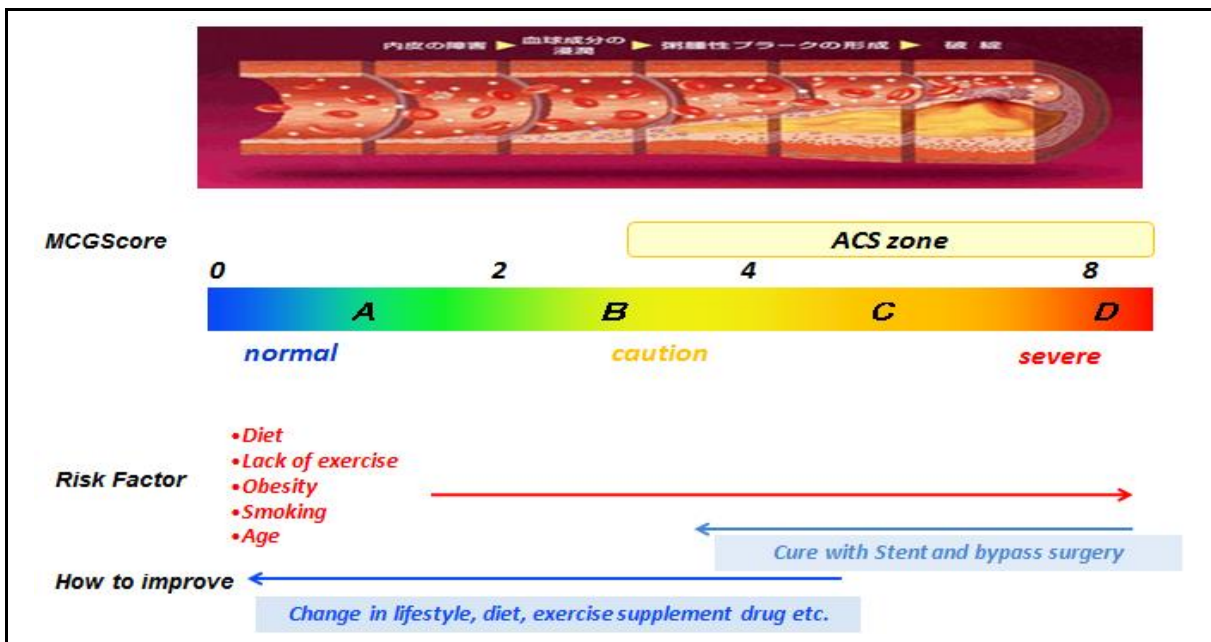 内皮の障害 ▶ 血球成分の浸潤 ▶ 粥腫性プラークの形成 ▶ 破綻
MCGScore
ACS zone
0 2 4 8
A B C D
normal caution severe
•Diet
•Lack of exercise
Risk Factor
•Obesity
•Smoking
•Age
Cure with Stent and bypass surgery
How to improve
Change in lifestyle, diet, exercise supplement drug etc.